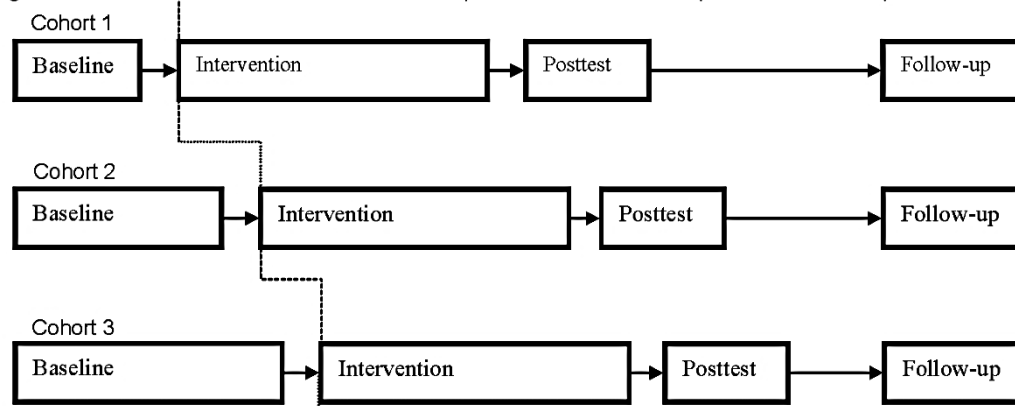 Cohort 1
Baseline Intervention Posttest Follow-up
Cohort 2
Baseline Intervention Posttest Follow-up
Cohort 3
Baseline Intervention Posttest Follow-up